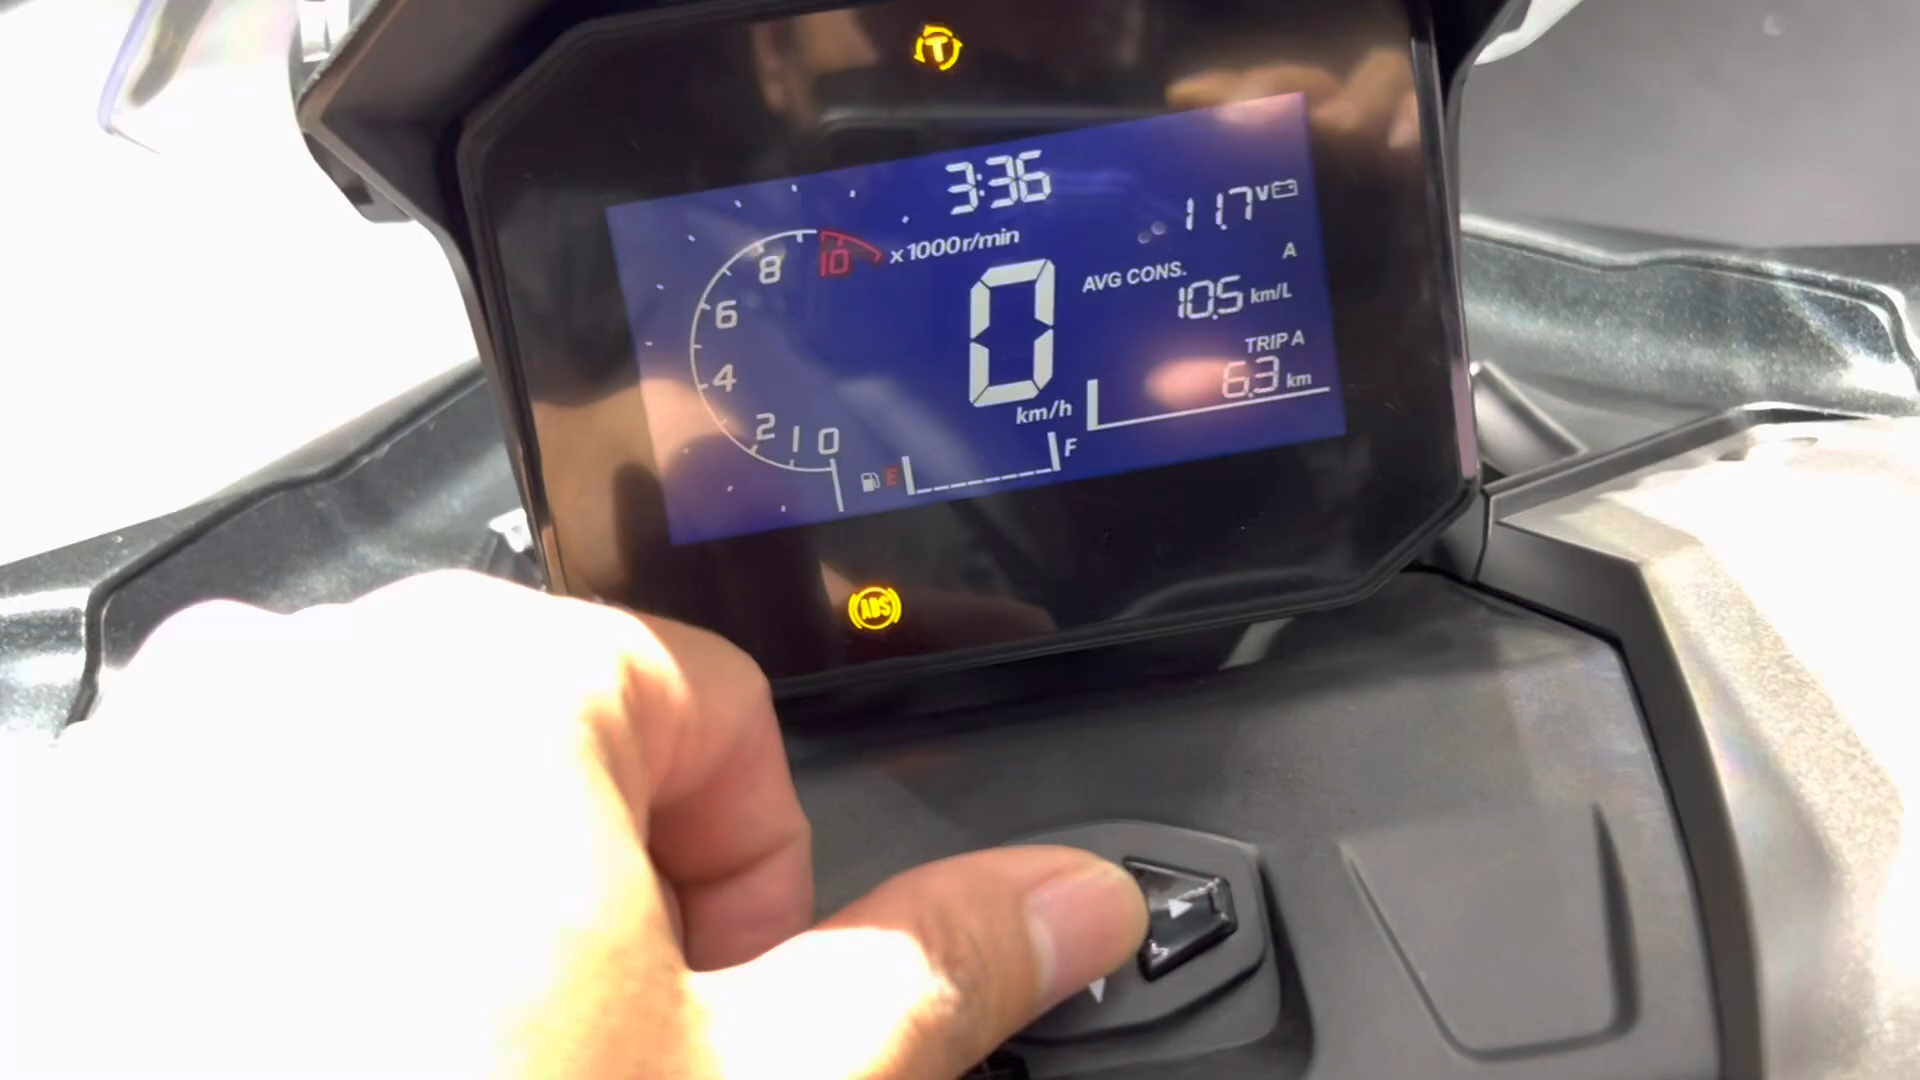 T
3:36
11.7 V
8 10 x1000r/min
A
AVG CONS.
10.5 km/L
6
0
4
TRIP A
6.3 km
km/h
2 1 0
E F
ABS